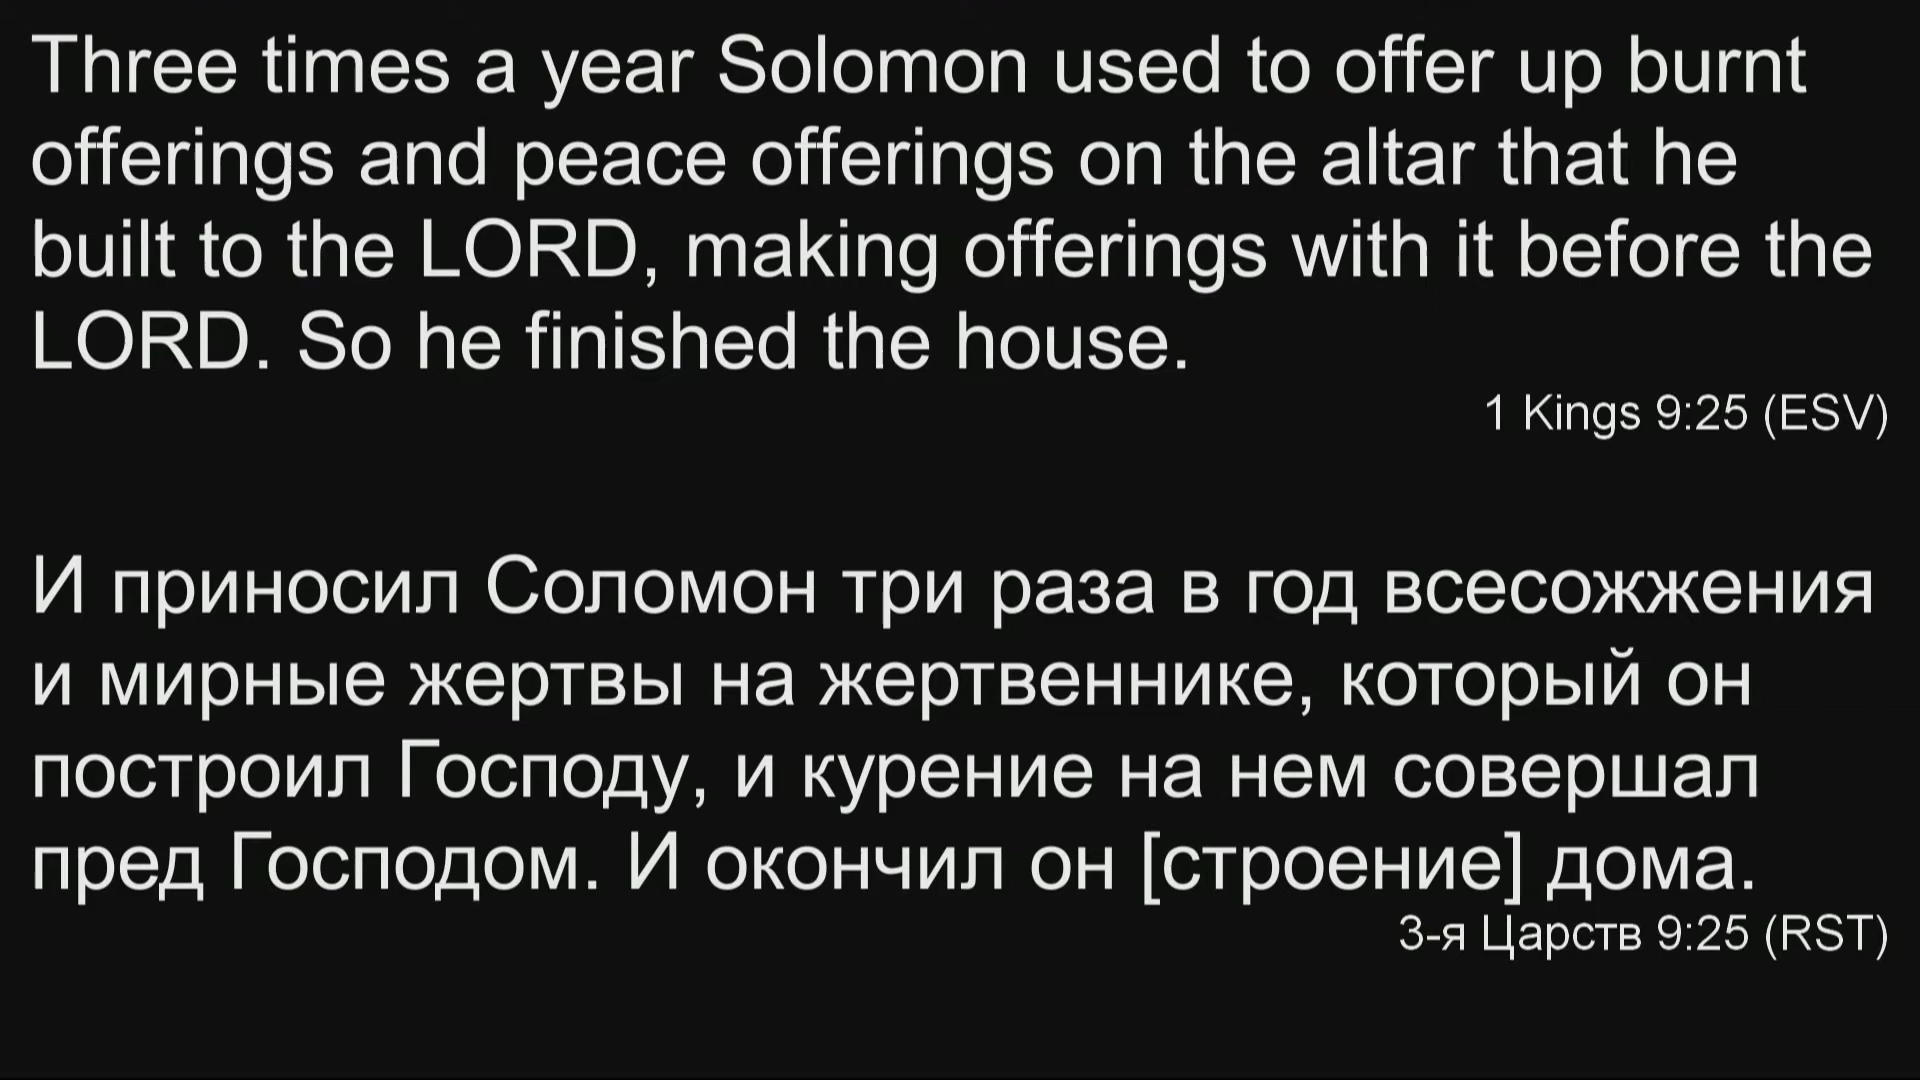 Three times a year Solomon used to offer up burnt
offerings and peace offerings on the altar that he
built to the LORD, making offerings with it before the
LORD. So he finished the house.
1 Kings 9:25 (ESV)
И приносил Соломон три раза в год всесожжения
и мирные жертвы на жертвеннике, который он
построил Господу, и курение на нем совершал
пред Господом. И окончил он [строение] дома.
3-я Царств 9:25 (RST)